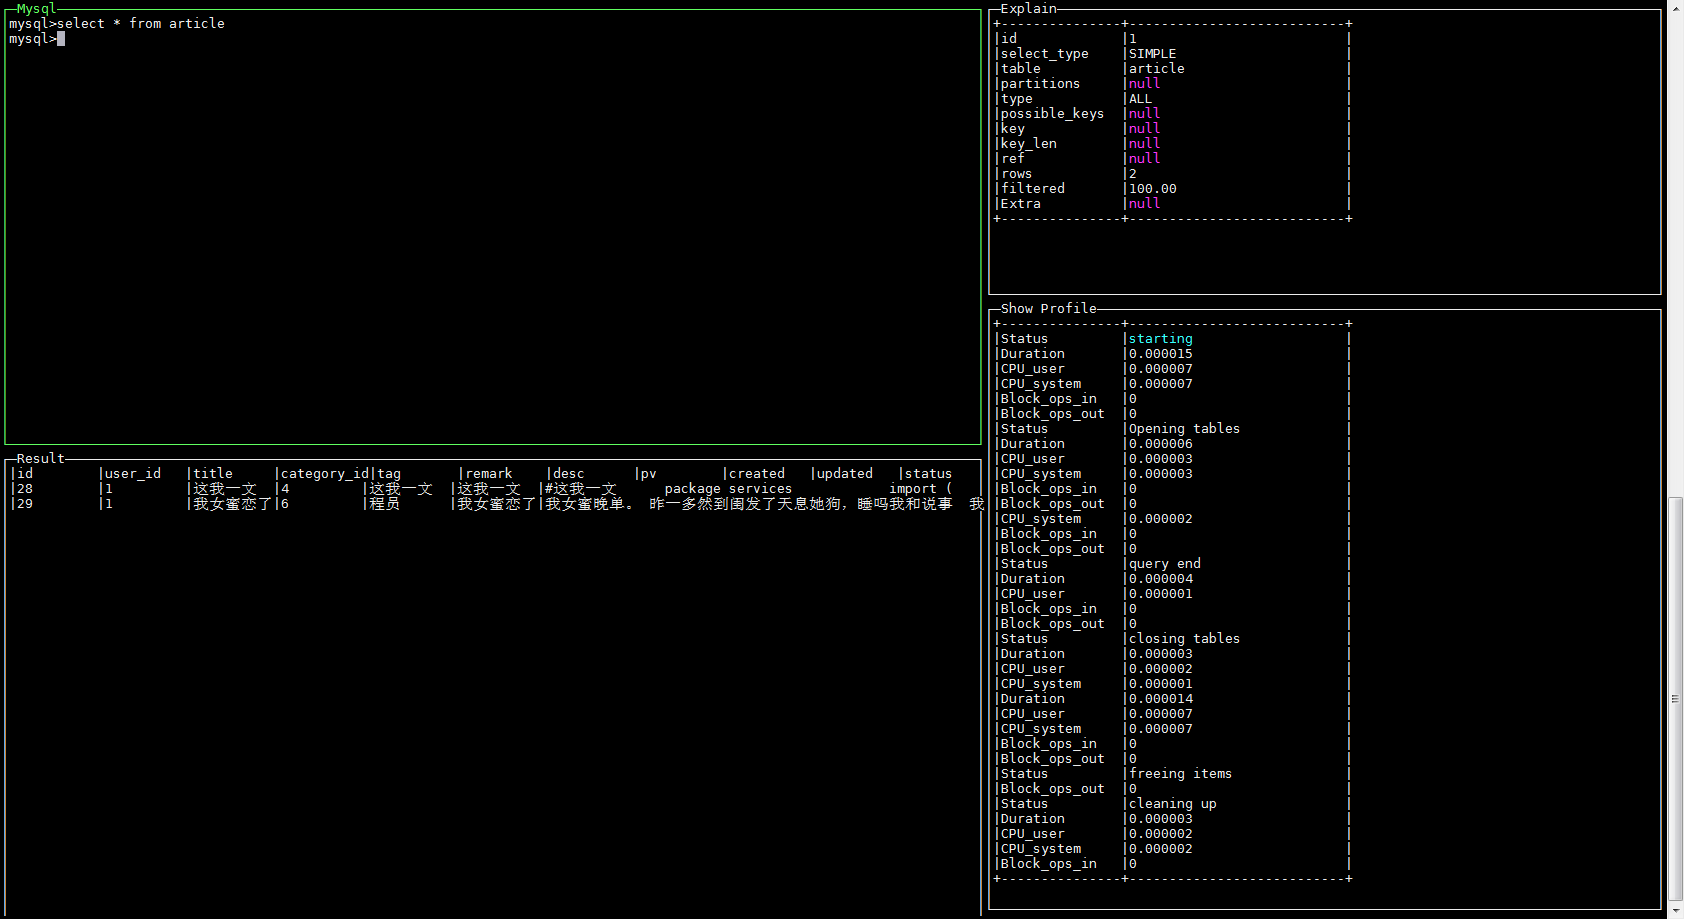 Mysql
mysql>select * from article
mysql>
Explain
+---------------+---------------------------+
|id |1 |
|select_type |SIMPLE |
|table |article |
|partitions |null |
|type |ALL |
|possible_keys |null |
|key |null |
|key_len |null |
|ref |null |
|rows |2 |
|filtered |100.00 |
|Extra |null |
+---------------+---------------------------+
Result
|id |user_id |title |category_id|tag |remark |desc |pv |created |updated |status
|28 |1 |这我一文 |4 |这我一文 |这我一文 |#这我一文 package services import (
|29 |1 |我女蜜恋了|6 |程员 |我女蜜恋了|我女蜜晚单。 昨一多然到闺发了天息她狗，睡吗我和说事 我
Show Profile
+---------------+---------------------------+
|Status |starting |
|Duration |0.000015 |
|CPU_user |0.000007 |
|CPU_system |0.000007 |
|Block_ops_in |0 |
|Block_ops_out |0 |
|Status |Opening tables |
|Duration |0.000006 |
|CPU_user |0.000003 |
|CPU_system |0.000003 |
|Block_ops_in |0 |
|Block_ops_out |0 |
|CPU_system |0.000002 |
|Block_ops_in |0 |
|Block_ops_out |0 |
|Status |query end |
|Duration |0.000004 |
|CPU_user |0.000001 |
|Block_ops_in |0 |
|Block_ops_out |0 |
|Status |closing tables |
|Duration |0.000003 |
|CPU_user |0.000002 |
|CPU_system |0.000001 |
|Duration |0.000014 |
|CPU_user |0.000007 |
|CPU_system |0.000007 |
|Block_ops_in |0 |
|Block_ops_out |0 |
|Status |freeing items |
|Block_ops_out |0 |
|Status |cleaning up |
|Duration |0.000003 |
|CPU_user |0.000002 |
|CPU_system |0.000002 |
|Block_ops_in |0 |
+---------------+---------------------------+